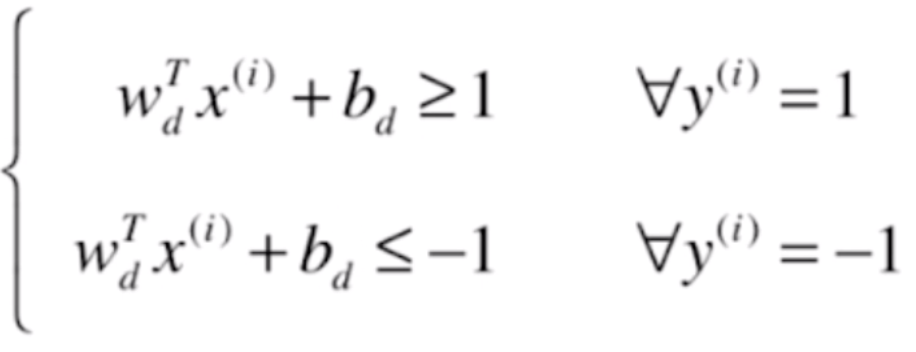 w_d^T x^{(i)} + b_d ≥ 1 ∀y^{(i)} = 1
w_d^T x^{(i)} + b_d ≤ −1 ∀y^{(i)} = −1